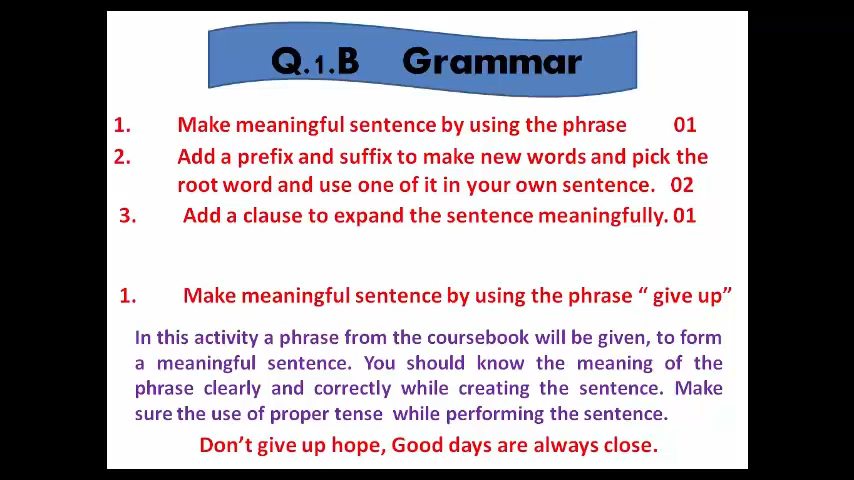 Q.1.B Grammar
1. Make meaningful sentence by using the phrase 01
2. Add a prefix and suffix to make new words and pick the
root word and use one of it in your own sentence. 02
3. Add a clause to expand the sentence meaningfully. 01
1. Make meaningful sentence by using the phrase “ give up”
In this activity a phrase from the coursebook will be given, to form
a meaningful sentence. You should know the meaning of the
phrase clearly and correctly while creating the sentence. Make
sure the use of proper tense while performing the sentence.
Don’t give up hope, Good days are always close.